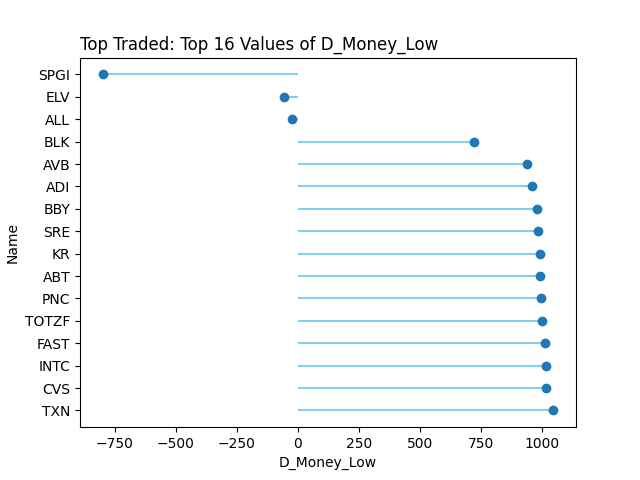 Top Traded: Top 16 Values of D_Money_Low
SPGI
ELV
ALL
BLK
AVB
ADI
BBY
SRE
KR
ABT
PNC
TOTZF
FAST
INTC
CVS
TXN
Name
−750 −500 −250 0 250 500 750 1000
D_Money_Low